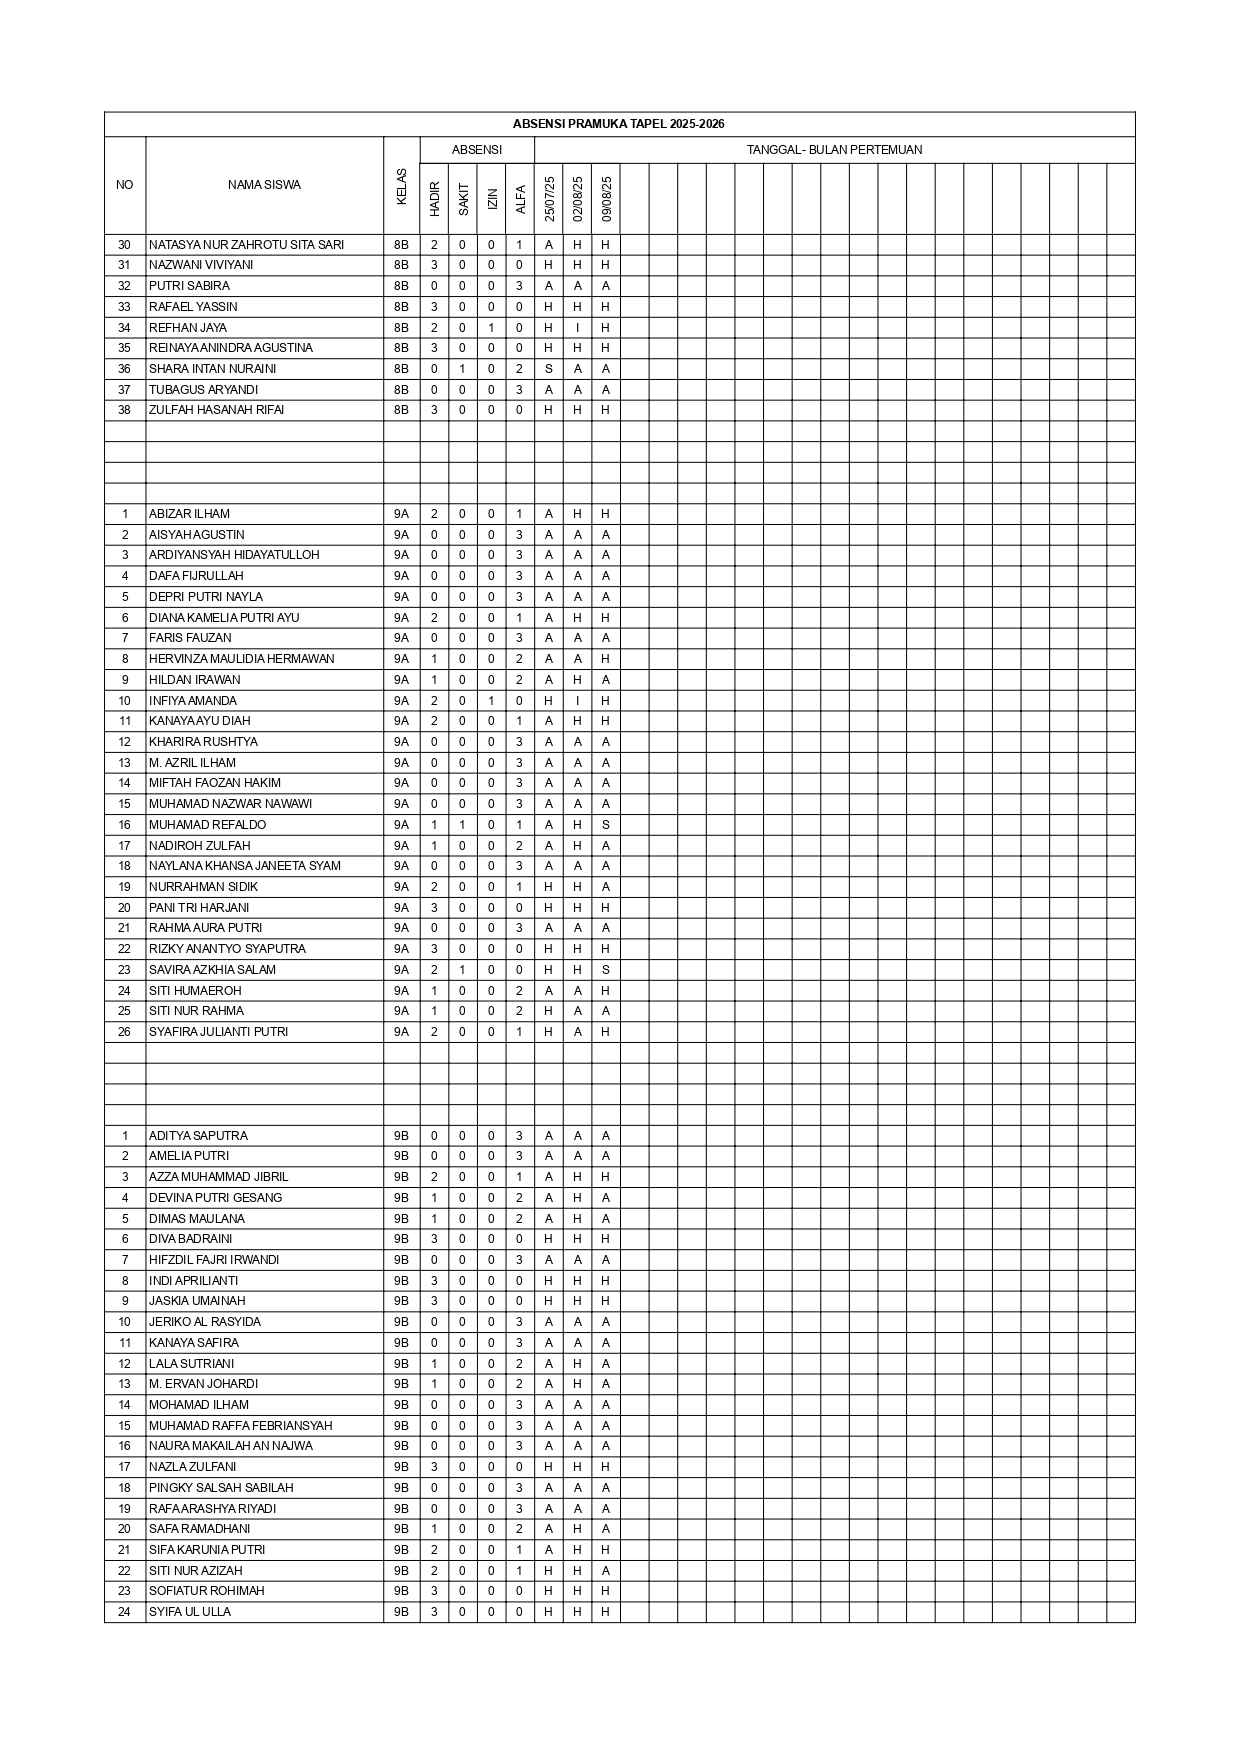 ABSENSI PRAMUKA TAPEL 2025-2026
NO NAMA SISWA KELAS ABSENSI TANGGAL- BULAN PERTEMUAN
HADIR SAKIT IZIN ALFA 25/07/25 02/08/25 09/08/25
30 NATASYA NUR ZAHROTU SITA SARI 8B 2 0 0 1 A H H
31 NAZWANI VIVIYANI 8B 3 0 0 0 H H H
32 PUTRI SABIRA 8B 0 0 0 3 A A A
33 RAFAEL YASSIN 8B 3 0 0 0 H H H
34 REFHAN JAYA 8B 2 0 1 0 H I H
35 REINAYA ANINDRA AGUSTINA 8B 3 0 0 0 H H H
36 SHARA INTAN NURAINI 8B 0 1 0 2 S A A
37 TUBAGUS ARYANDI 8B 0 0 0 3 A A A
38 ZULFAH HASANAH RIFAI 8B 3 0 0 0 H H H
1 ABIZAR ILHAM 9A 2 0 0 1 A H H
2 AISYAH AGUSTIN 9A 0 0 0 3 A A A
3 ARDIYANSYAH HIDAYATULLOH 9A 0 0 0 3 A A A
4 DAFA FIJRULLAH 9A 0 0 0 3 A A A
5 DEPRI PUTRI NAYLA 9A 0 0 0 3 A A A
6 DIANA KAMELIA PUTRI AYU 9A 2 0 0 1 A H H
7 FARIS FAUZAN 9A 0 0 0 3 A A A
8 HERVINZA MAULIDIA HERMAWAN 9A 1 0 0 2 A A H
9 HILDAN IRAWAN 9A 1 0 0 2 A H A
10 INFIYA AMANDA 9A 2 0 1 0 H I H
11 KANAYA AYU DIAH 9A 2 0 0 1 A H H
12 KHARIRA RUSHTYA 9A 0 0 0 3 A A A
13 M. AZRIL ILHAM 9A 0 0 0 3 A A A
14 MIFTAH FAOZAN HAKIM 9A 0 0 0 3 A A A
15 MUHAMAD NAZWAR NAWAWI 9A 0 0 0 3 A A A
16 MUHAMAD REFALDO 9A 1 1 0 1 A H S
17 NADIROH ZULFAH 9A 1 0 0 2 A H A
18 NAYLANA KHANSA JANEETA SYAM 9A 0 0 0 3 A A A
19 NURRAHMAN SIDIK 9A 2 0 0 1 H H A
20 PANI TRI HARJANI 9A 3 0 0 0 H H H
21 RAHMA AURA PUTRI 9A 0 0 0 3 A A A
22 RIZKY ANANTYO SYAPUTRA 9A 3 0 0 0 H H H
23 SAVIRA AZKHIA SALAM 9A 2 1 0 0 H H S
24 SITI HUMAEROH 9A 1 0 0 2 A A H
25 SITI NUR RAHMA 9A 1 0 0 2 H A A
26 SYAFIRA JULIANTI PUTRI 9A 2 0 0 1 H A H
1 ADITYA SAPUTRA 9B 0 0 0 3 A A A
2 AMELIA PUTRI 9B 0 0 0 3 A A A
3 AZZA MUHAMMAD JIBRIL 9B 2 0 0 1 A H H
4 DEVINA PUTRI GESANG 9B 1 0 0 2 A H A
5 DIMAS MAULANA 9B 1 0 0 2 A H A
6 DIVA BADRAINI 9B 3 0 0 0 H H H
7 HIFZDIL FAJRI IRWANDI 9B 0 0 0 3 A A A
8 INDI APRILIANTI 9B 3 0 0 0 H H H
9 JASKIA UMAINAH 9B 3 0 0 0 H H H
10 JERIKO AL RASYIDA 9B 0 0 0 3 A A A
11 KANAYA SAFIRA 9B 0 0 0 3 A A A
12 LALA SUTRIANI 9B 1 0 0 2 A H A
13 M. ERVAN JOHARDI 9B 1 0 0 2 A H A
14 MOHAMAD ILHAM 9B 0 0 0 3 A A A
15 MUHAMAD RAFFA FEBRIANSYAH 9B 0 0 0 3 A A A
16 NAURA MAKAILAH AN NAJWA 9B 0 0 0 3 A A A
17 NAZLA ZULFANI 9B 3 0 0 0 H H H
18 PINGKY SALSAH SABILAH 9B 0 0 0 3 A A A
19 RAFA ARASHYA RIYADI 9B 0 0 0 3 A A A
20 SAFA RAMADHANI 9B 1 0 0 2 A H A
21 SIFA KARUNIA PUTRI 9B 2 0 0 1 A H H
22 SITI NUR AZIZAH 9B 2 0 0 1 H H A
23 SOFIATUR ROHIMAH 9B 3 0 0 0 H H H
24 SYIFA UL ULLA 9B 3 0 0 0 H H H